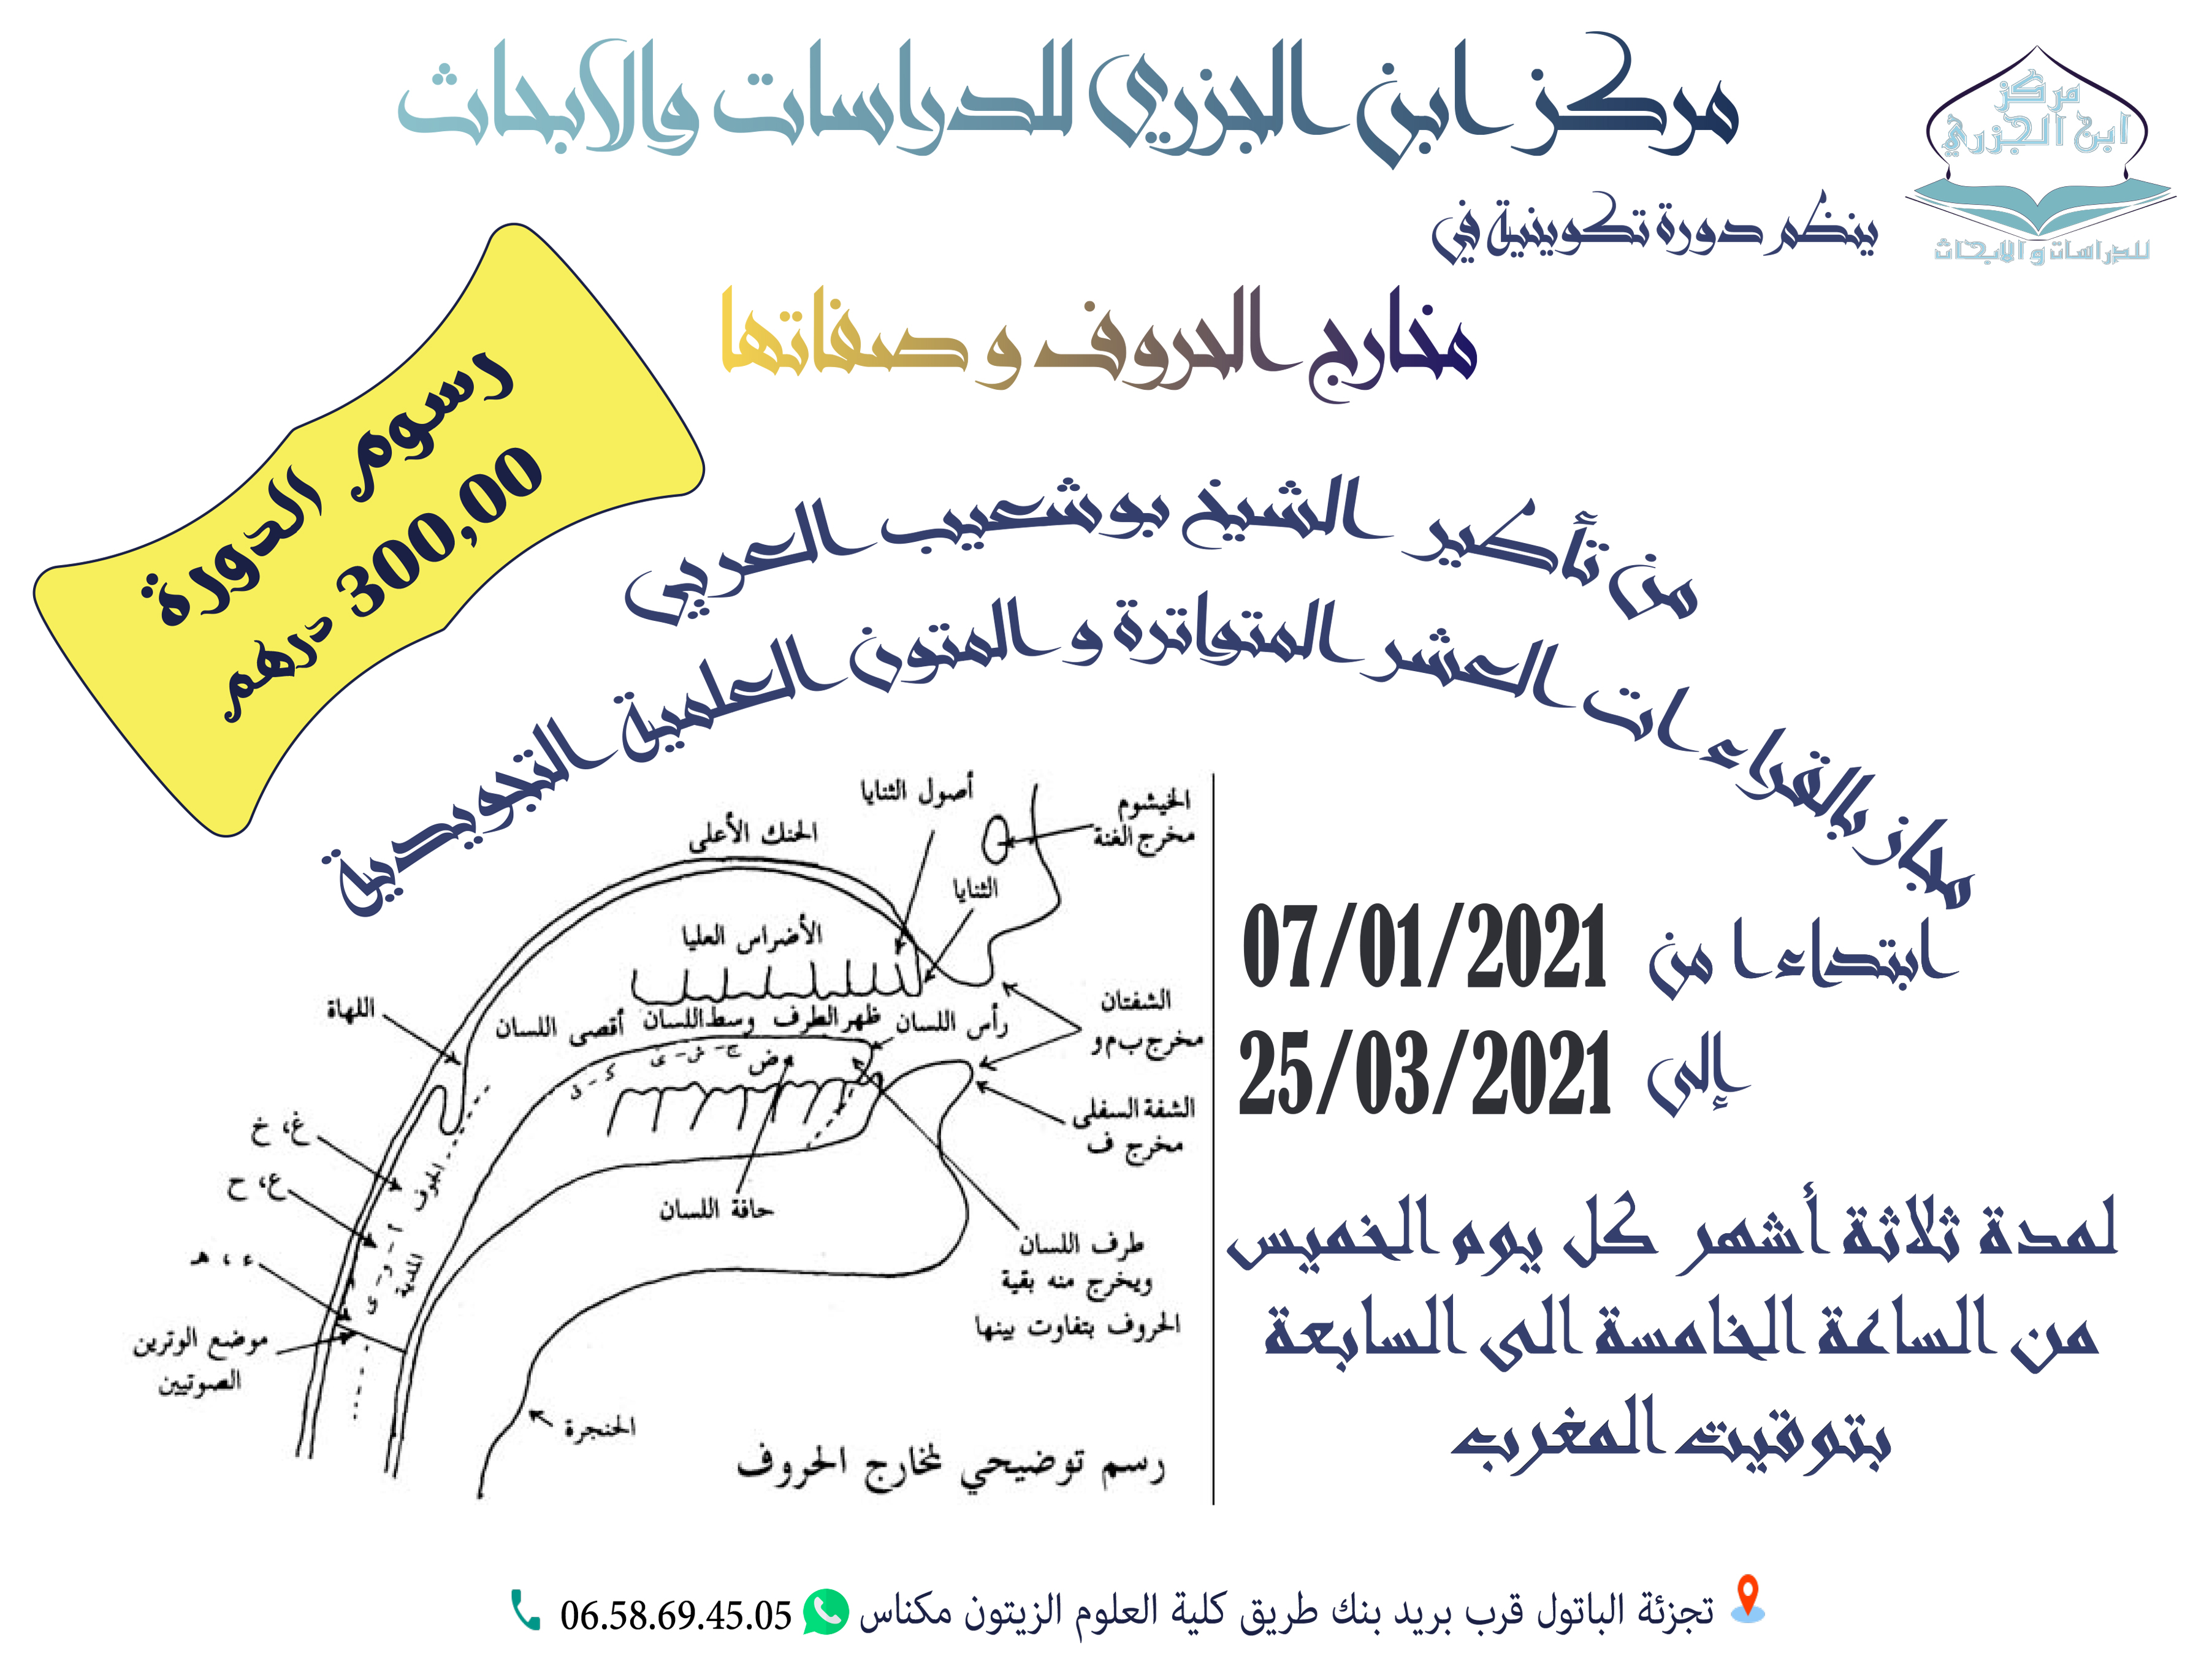 مركز ابن الجزري للدراسات والابحاث
مركز
ابن الجزري
للدراسات و الابحاث
ينظم دورة تكوينية في
مخارج الحروف و صفاتها
رسوم الدورة
300,00 درهم
من تأكير الشيخ بوشعيب العربي
مجاز بالقراءات العشر المتواترة و المتون العلمية التجويدية
ابتداءا من 07/01/2021
إلى 25/03/2021
لمدة ثلاثة أشهر كل يوم الخميس
من الساعة الخامسة الى السابعة
بتوقيت المغرب
أصول الثنايا
الخيشوم
مخرج الغنة
الحنك الأعلى
الثنايا
الأضراس العليا
الشفتان
مخرج ب م و
اللهاة
أقصى اللسان
وسط اللسان
ظهر الطرف
رأس اللسان
ض
ج - ش - ى
ك - ق
الشفة السفلى
مخرج ف
غ، خ
ع، ح
ء، هـ
الجوف
أ - و - ى
المدية
حافة اللسان
طرف اللسان
ويخرج منه بقية
الحروف بتفاوت بينها
موضع الوترين
الصوتيين
الحنجرة
رسم توضيحي لمخارج الحروف
تجزئة الباتول قرب بريد بنك طريق كلية العلوم الزيتون مكناس 06.58.69.45.05